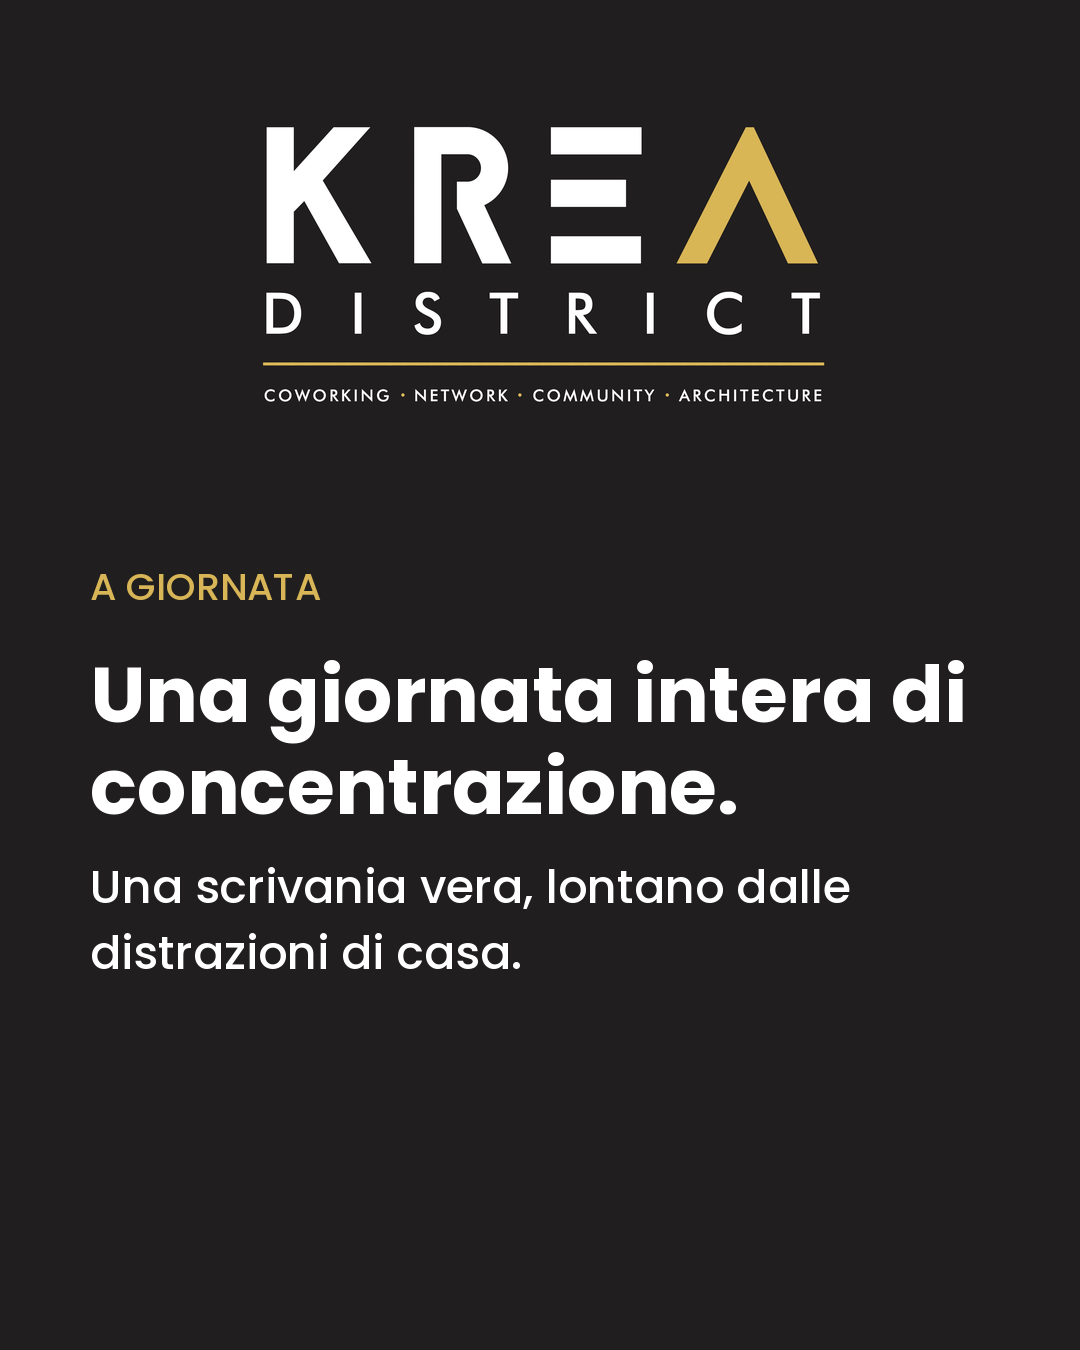 KREA
DISTRICT
COWORKING · NETWORK · COMMUNITY · ARCHITECTURE
A GIORNATA
Una giornata intera di
concentrazione.
Una scrivania vera, lontano dalle
distrazioni di casa.